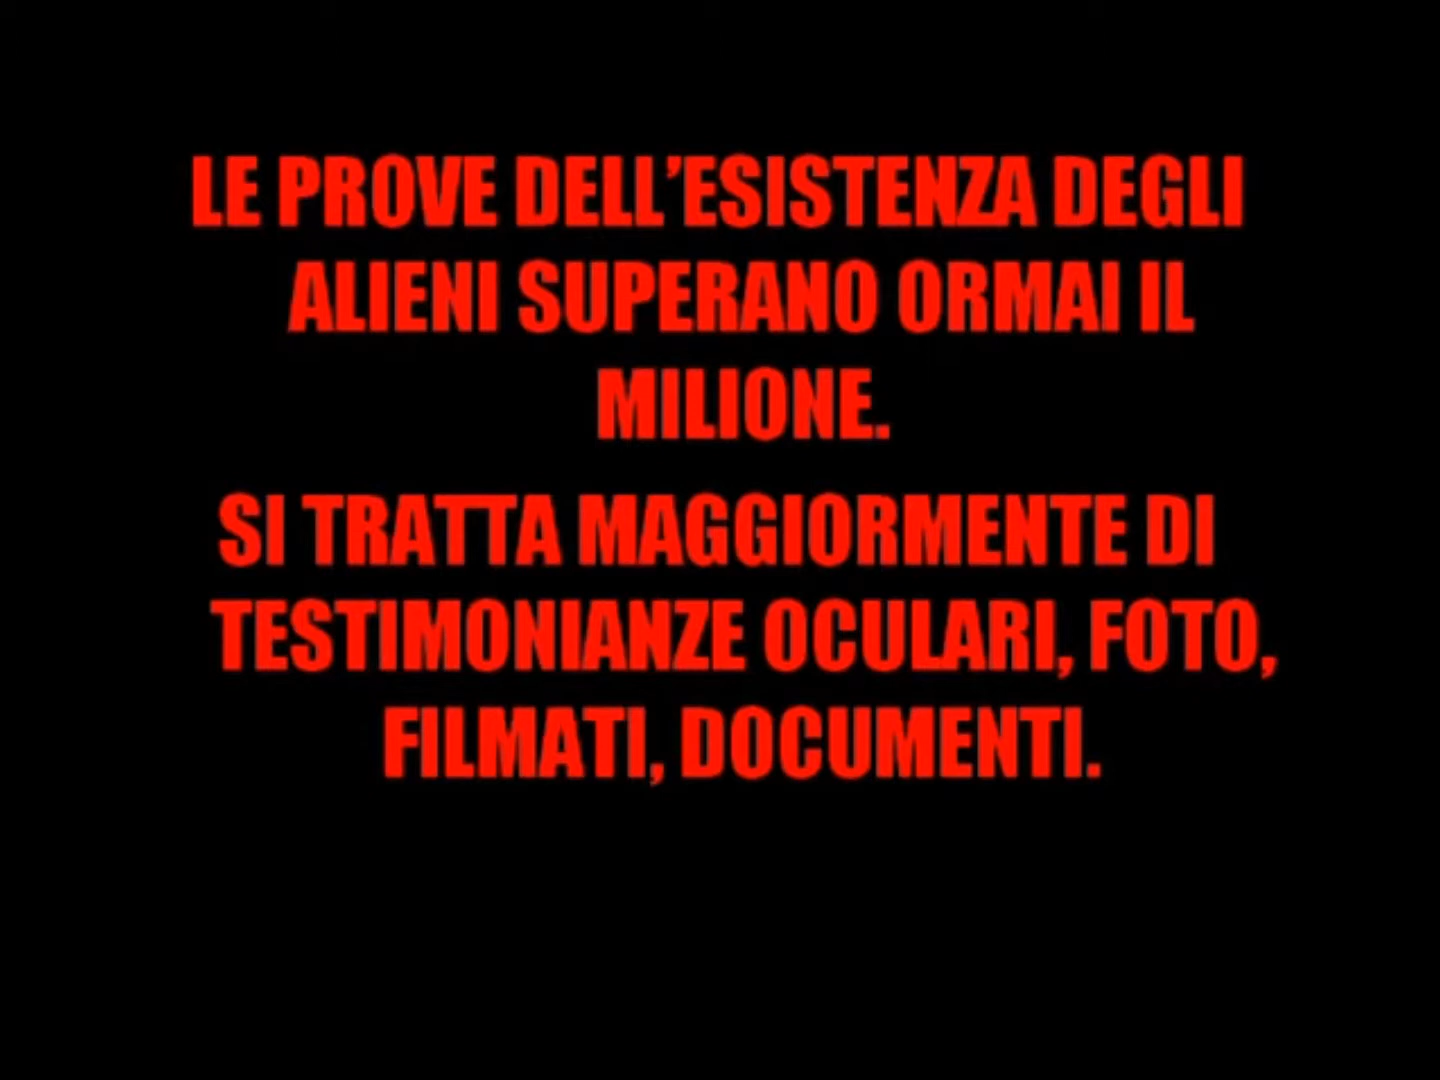 LE PROVE DELL’ESISTENZA DEGLI
ALIENI SUPERANO ORMAI IL
MILIONE.
SI TRATTA MAGGIORMENTE DI
TESTIMONIANZE OCULARI, FOTO,
FILMATI, DOCUMENTI.